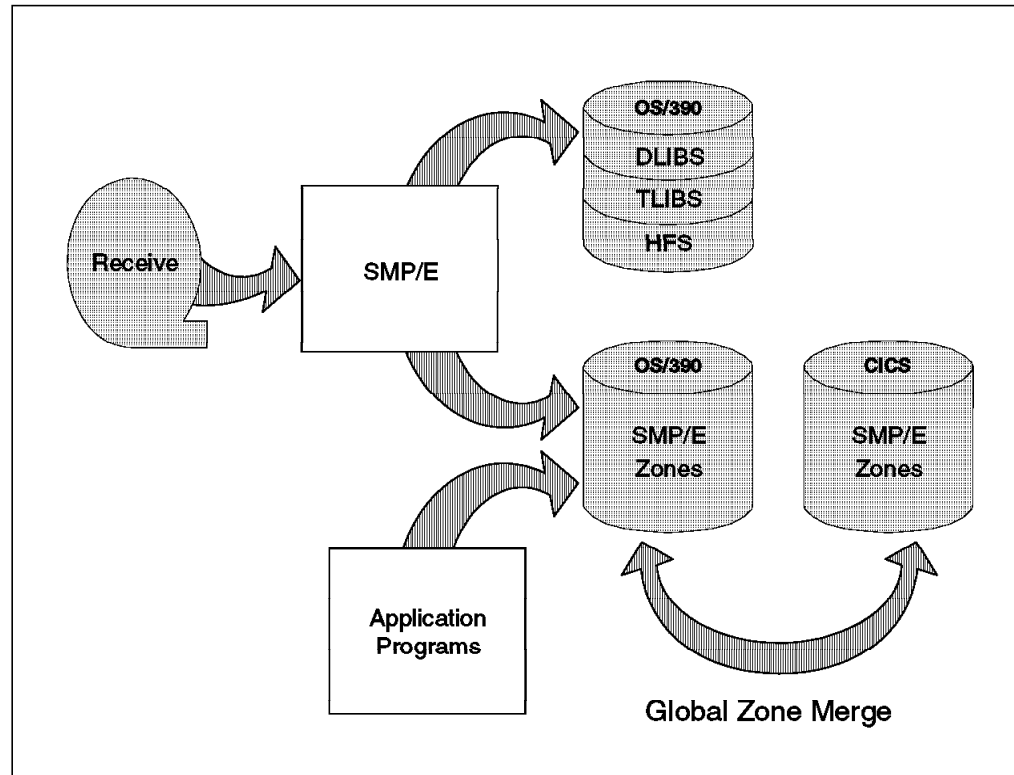 OS/390
DLIBS
TLIBS
HFS
Receive
SMP/E
OS/390
SMP/E
Zones
CICS
SMP/E
Zones
Application
Programs
Global Zone Merge